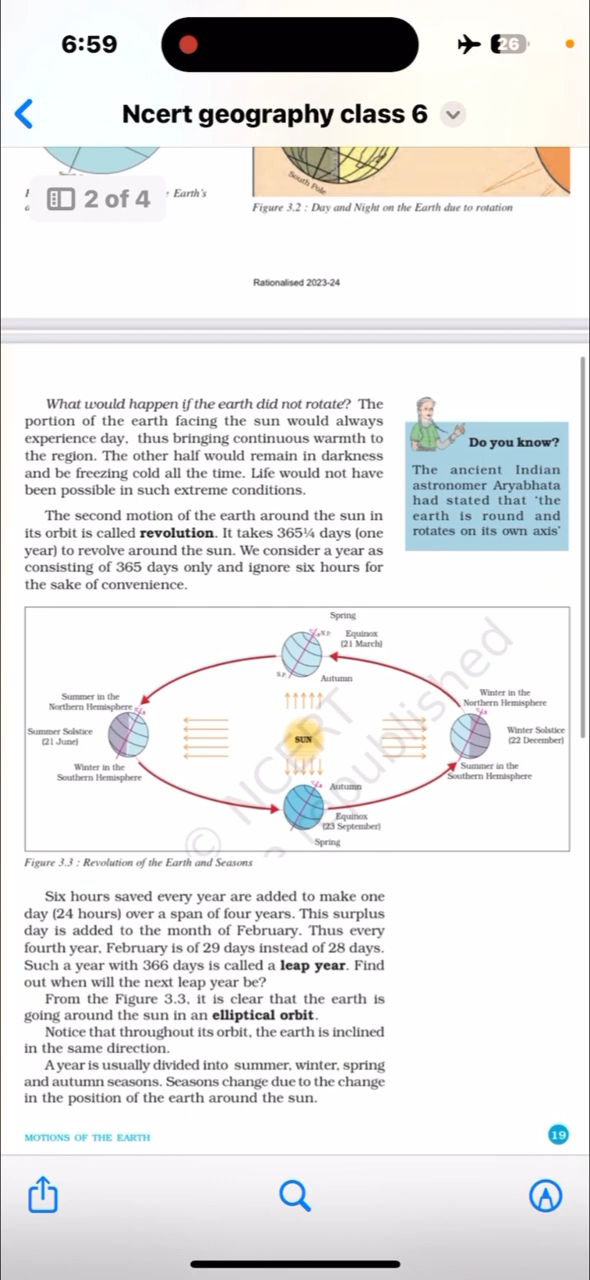 6:59
26
Ncert geography class 6
2 of 4
South Pole
Earth's
Figure 3.2 : Day and Night on the Earth due to rotation
Rationalised 2023-24
What would happen if the earth did not rotate? The
portion of the earth facing the sun would always
experience day, thus bringing continuous warmth to
the region. The other half would remain in darkness
and be freezing cold all the time. Life would not have
been possible in such extreme conditions.
The second motion of the earth around the sun in
its orbit is called revolution. It takes 365¼ days (one
year) to revolve around the sun. We consider a year as
consisting of 365 days only and ignore six hours for
the sake of convenience.
Do you know?
The ancient Indian
astronomer Aryabhata
had stated that ‘the
earth is round and
rotates on its own axis’
Spring
N.P.
Equinox
(21 March)
S.P.
Autumn
Summer in the
Northern Hemisphere
Summer Solstice
(21 June)
Winter in the
Southern Hemisphere
SUN
Winter in the
Northern Hemisphere
Winter Solstice
(22 December)
Summer in the
Southern Hemisphere
Autumn
Equinox
(23 September)
Spring
© NCERT
republished
Figure 3.3 : Revolution of the Earth and Seasons
Six hours saved every year are added to make one
day (24 hours) over a span of four years. This surplus
day is added to the month of February. Thus every
fourth year, February is of 29 days instead of 28 days.
Such a year with 366 days is called a leap year. Find
out when will the next leap year be?
From the Figure 3.3, it is clear that the earth is
going around the sun in an elliptical orbit.
Notice that throughout its orbit, the earth is inclined
in the same direction.
A year is usually divided into summer, winter, spring
and autumn seasons. Seasons change due to the change
in the position of the earth around the sun.
MOTIONS OF THE EARTH
19